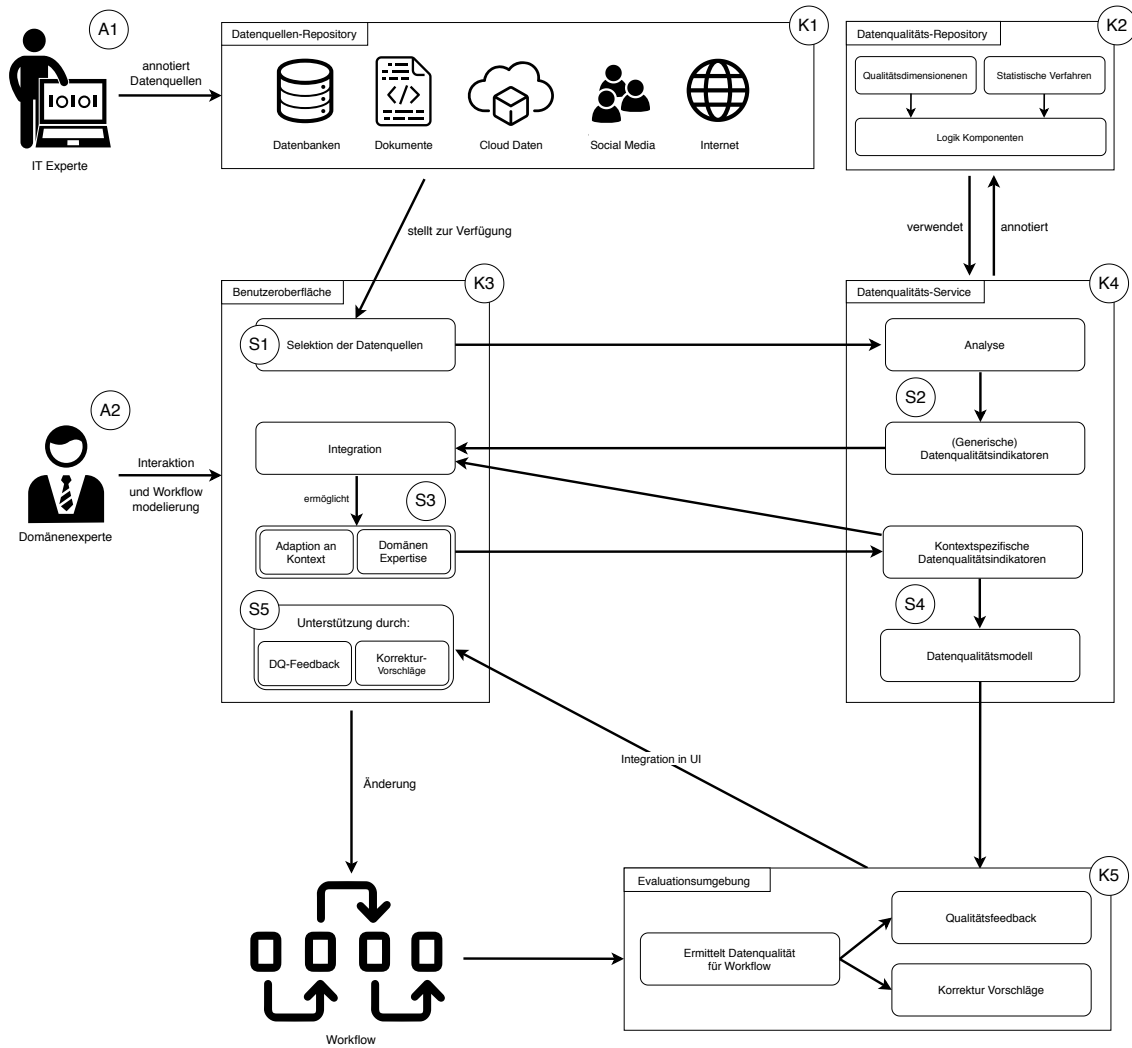 A1
IT Experte
annotiert
Datenquellen
Datenquellen-Repository
K1
Datenbanken
Dokumente
Cloud Daten
Social Media
Internet
Datenqualitäts-Repository
K2
Qualitätsdimensionenen
Statistische Verfahren
Logik Komponenten
stellt zur Verfügung
verwendet
annotiert
Benutzeroberfläche
K3
S1
Selektion der Datenquellen
Integration
ermöglicht
S3
Adaption an
Kontext
Domänen
Expertise
S5
Unterstützung durch:
DQ-Feedback
Korrektur-
Vorschläge
A2
Domänenexperte
Interaktion
und Workflow
modelierung
Datenqualitäts-Service
K4
Analyse
S2
(Generische)
Datenqualitätsindikatoren
Kontextspezifische
Datenqualitätsindikatoren
S4
Datenqualitätsmodell
Integration in UI
Änderung
Workflow
Evaluationsumgebung
K5
Ermittelt Datenqualität
für Workflow
Qualitätsfeedback
Korrektur Vorschläge